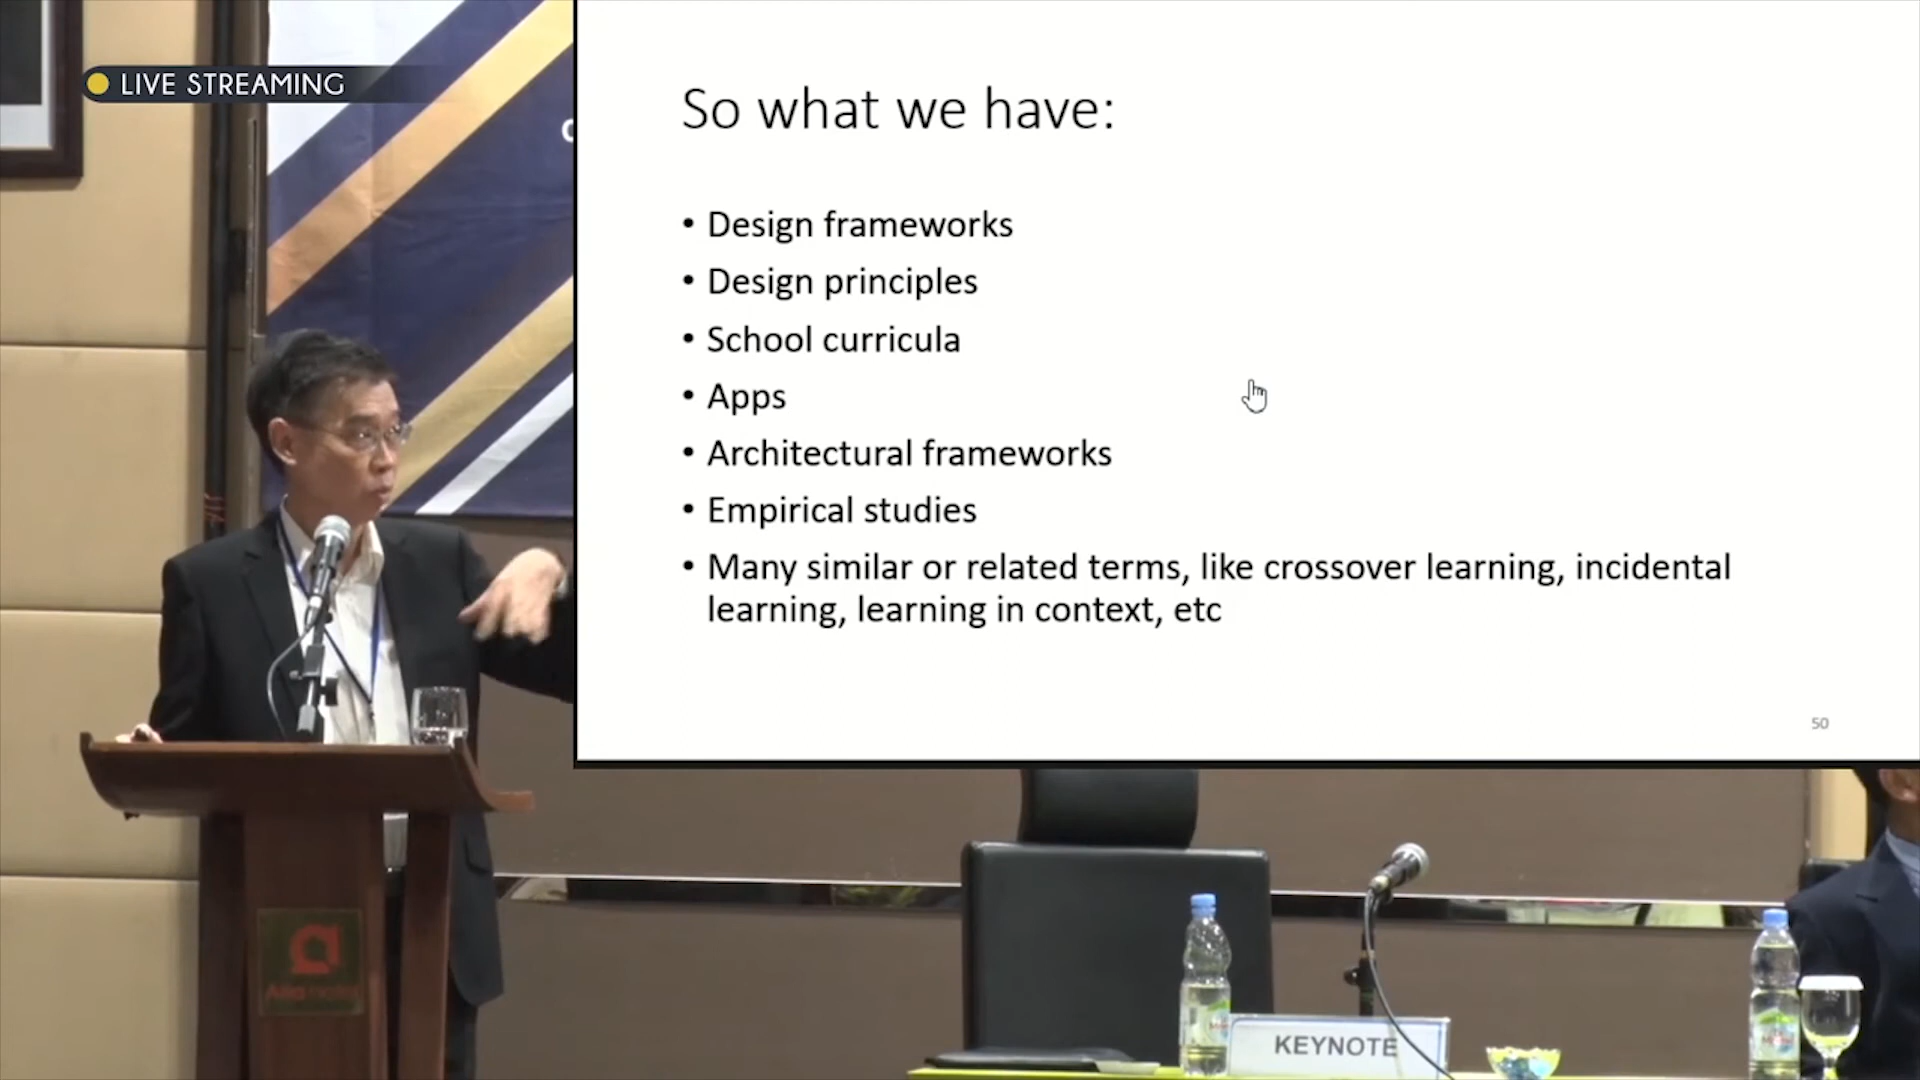 LIVE STREAMING
So what we have:
• Design frameworks
• Design principles
• School curricula
• Apps
• Architectural frameworks
• Empirical studies
• Many similar or related terms, like crossover learning, incidental
learning, learning in context, etc
50
KEYNOTE